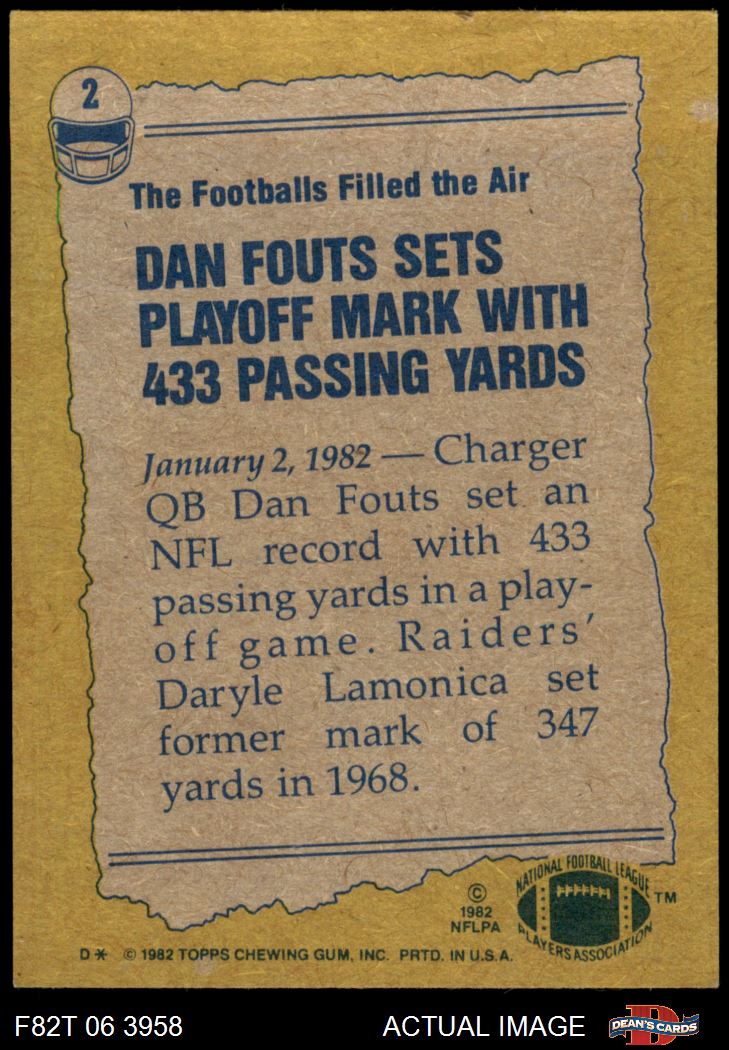 2
The Footballs Filled the Air
DAN FOUTS SETS
PLAYOFF MARK WITH
433 PASSING YARDS
January 2, 1982 — Charger
QB Dan Fouts set an
NFL record with 433
passing yards in a play-
off game. Raiders'
Daryle Lamonica set
former mark of 347
yards in 1968.
©
1982
NFLPA
NATIONAL FOOTBALL LEAGUE
PLAYERS ASSOCIATION
TM
D* © 1982 TOPPS CHEWING GUM, INC. PRTD. IN U.S.A.
F82T 06 3958 ACTUAL IMAGE
D
DEAN'S CARDS